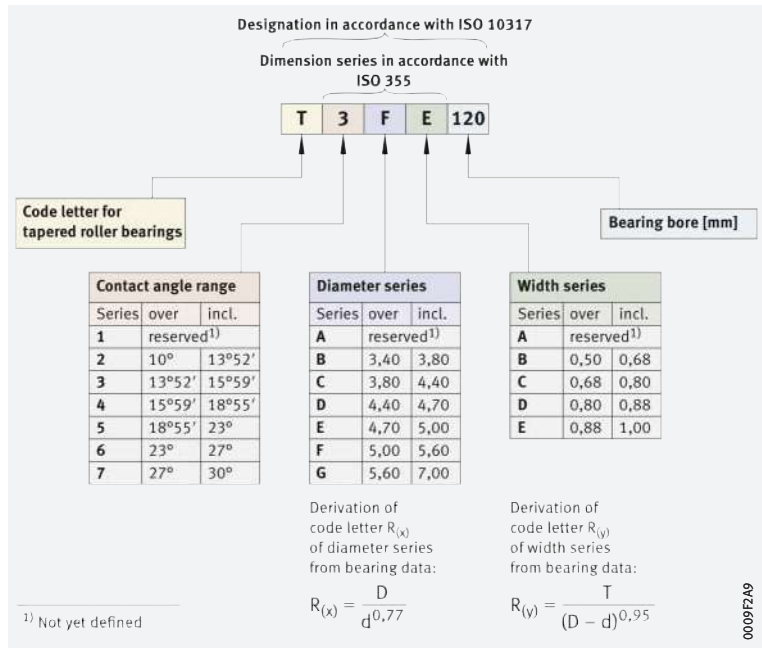 Designation in accordance with ISO 10317
Dimension series in accordance with
ISO 355
T 3 F E 120
Code letter for
tapered roller bearings
Bearing bore [mm]
Contact angle range
Series over incl.
1 reserved1)
2 10° 13°52′
3 13°52′ 15°59′
4 15°59′ 18°55′
5 18°55′ 23°
6 23° 27°
7 27° 30°
Diameter series
Series over incl.
A reserved1)
B 3,40 3,80
C 3,80 4,40
D 4,40 4,70
E 4,70 5,00
F 5,00 5,60
G 5,60 7,00
Derivation of
code letter R(x)
of diameter series
from bearing data:
R(x) = D / d^0,77
Width series
Series over incl.
A reserved1)
B 0,50 0,68
C 0,68 0,80
D 0,80 0,88
E 0,88 1,00
Derivation of
code letter R(y)
of width series
from bearing data:
R(y) = T / (D – d)^0,95
1) Not yet defined
0009F2A9